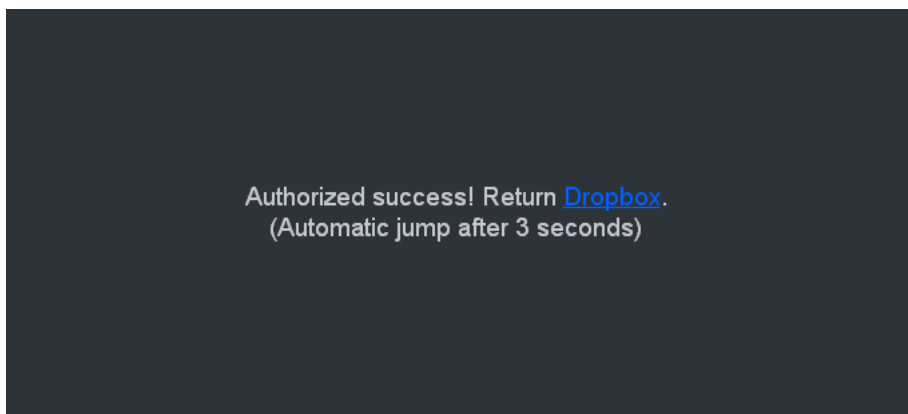 Authorized success! Return Dropbox.
(Automatic jump after 3 seconds)